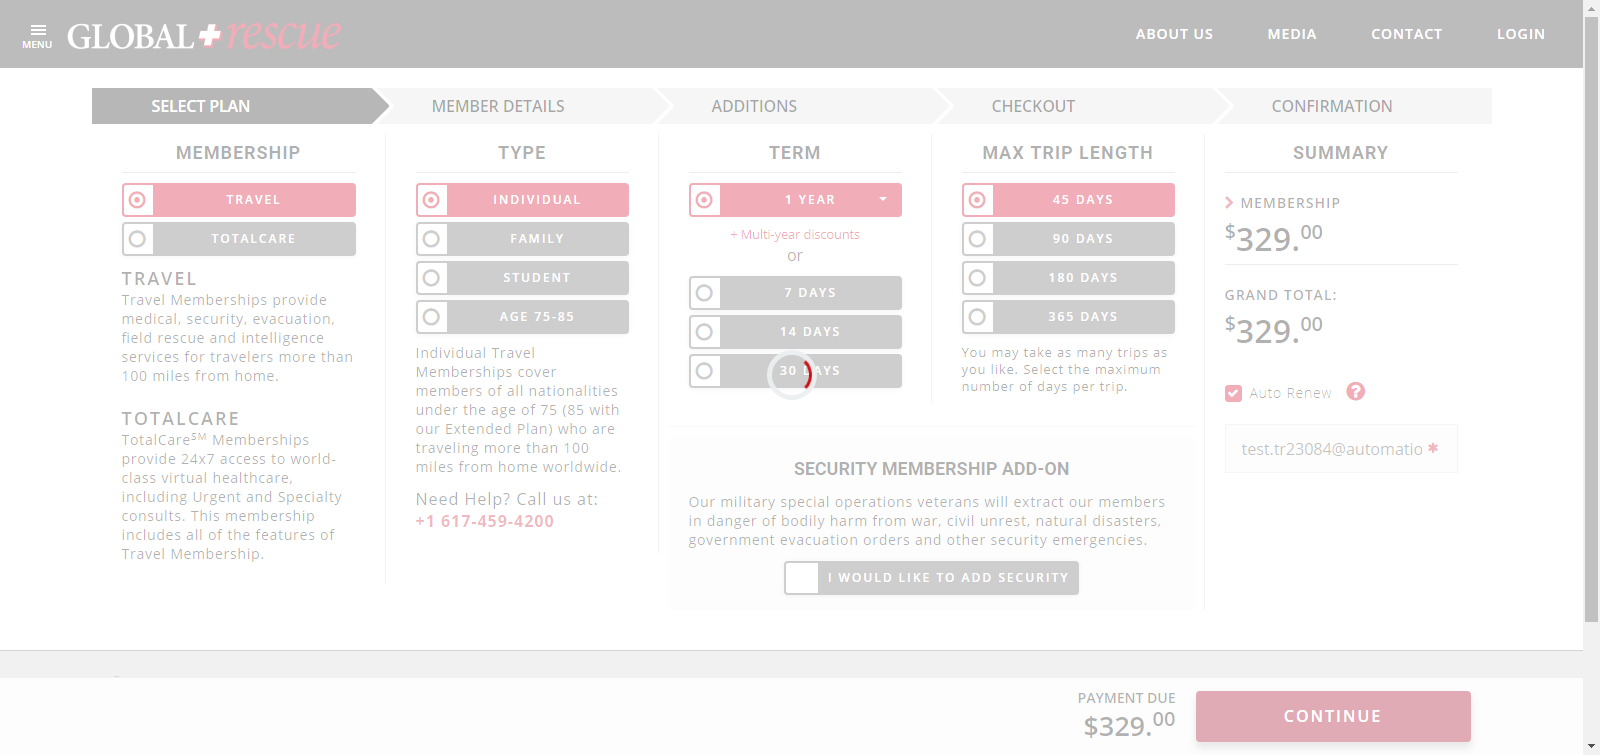 MENU
GLOBAL rescue
ABOUT US
MEDIA
CONTACT
LOGIN
SELECT PLAN
MEMBER DETAILS
ADDITIONS
CHECKOUT
CONFIRMATION
MEMBERSHIP
TRAVEL
TOTALCARE
TRAVEL
Travel Memberships provide
medical, security, evacuation,
field rescue and intelligence
services for travelers more than
100 miles from home.
TOTALCARE
TotalCareSM Memberships
provide 24x7 access to world-
class virtual healthcare,
including Urgent and Specialty
consults. This membership
includes all of the features of
Travel Membership.
TYPE
INDIVIDUAL
FAMILY
STUDENT
AGE 75-85
Individual Travel
Memberships cover
members of all nationalities
under the age of 75 (85 with
our Extended Plan) who are
traveling more than 100
miles from home worldwide.
Need Help? Call us at:
+1 617-459-4200
TERM
1 YEAR
+ Multi-year discounts
or
7 DAYS
14 DAYS
30 DAYS
MAX TRIP LENGTH
45 DAYS
90 DAYS
180 DAYS
365 DAYS
You may take as many trips as
you like. Select the maximum
number of days per trip.
SECURITY MEMBERSHIP ADD-ON
Our military special operations veterans will extract our members
in danger of bodily harm from war, civil unrest, natural disasters,
government evacuation orders and other security emergencies.
I WOULD LIKE TO ADD SECURITY
SUMMARY
MEMBERSHIP
$329.00
GRAND TOTAL:
$329.00
Auto Renew ?
test.tr23084@automatio *
PAYMENT DUE
$329.00
CONTINUE